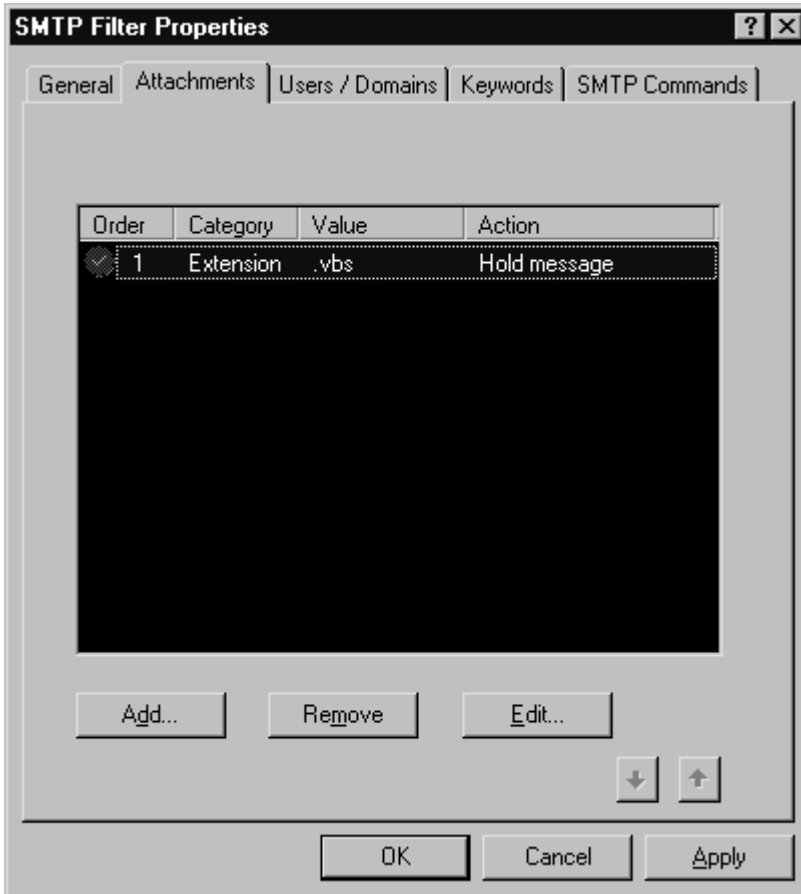 SMTP Filter Properties
General Attachments Users / Domains Keywords SMTP Commands
Order Category Value Action
1 Extension .vbs Hold message
Add... Remove Edit...
OK Cancel Apply